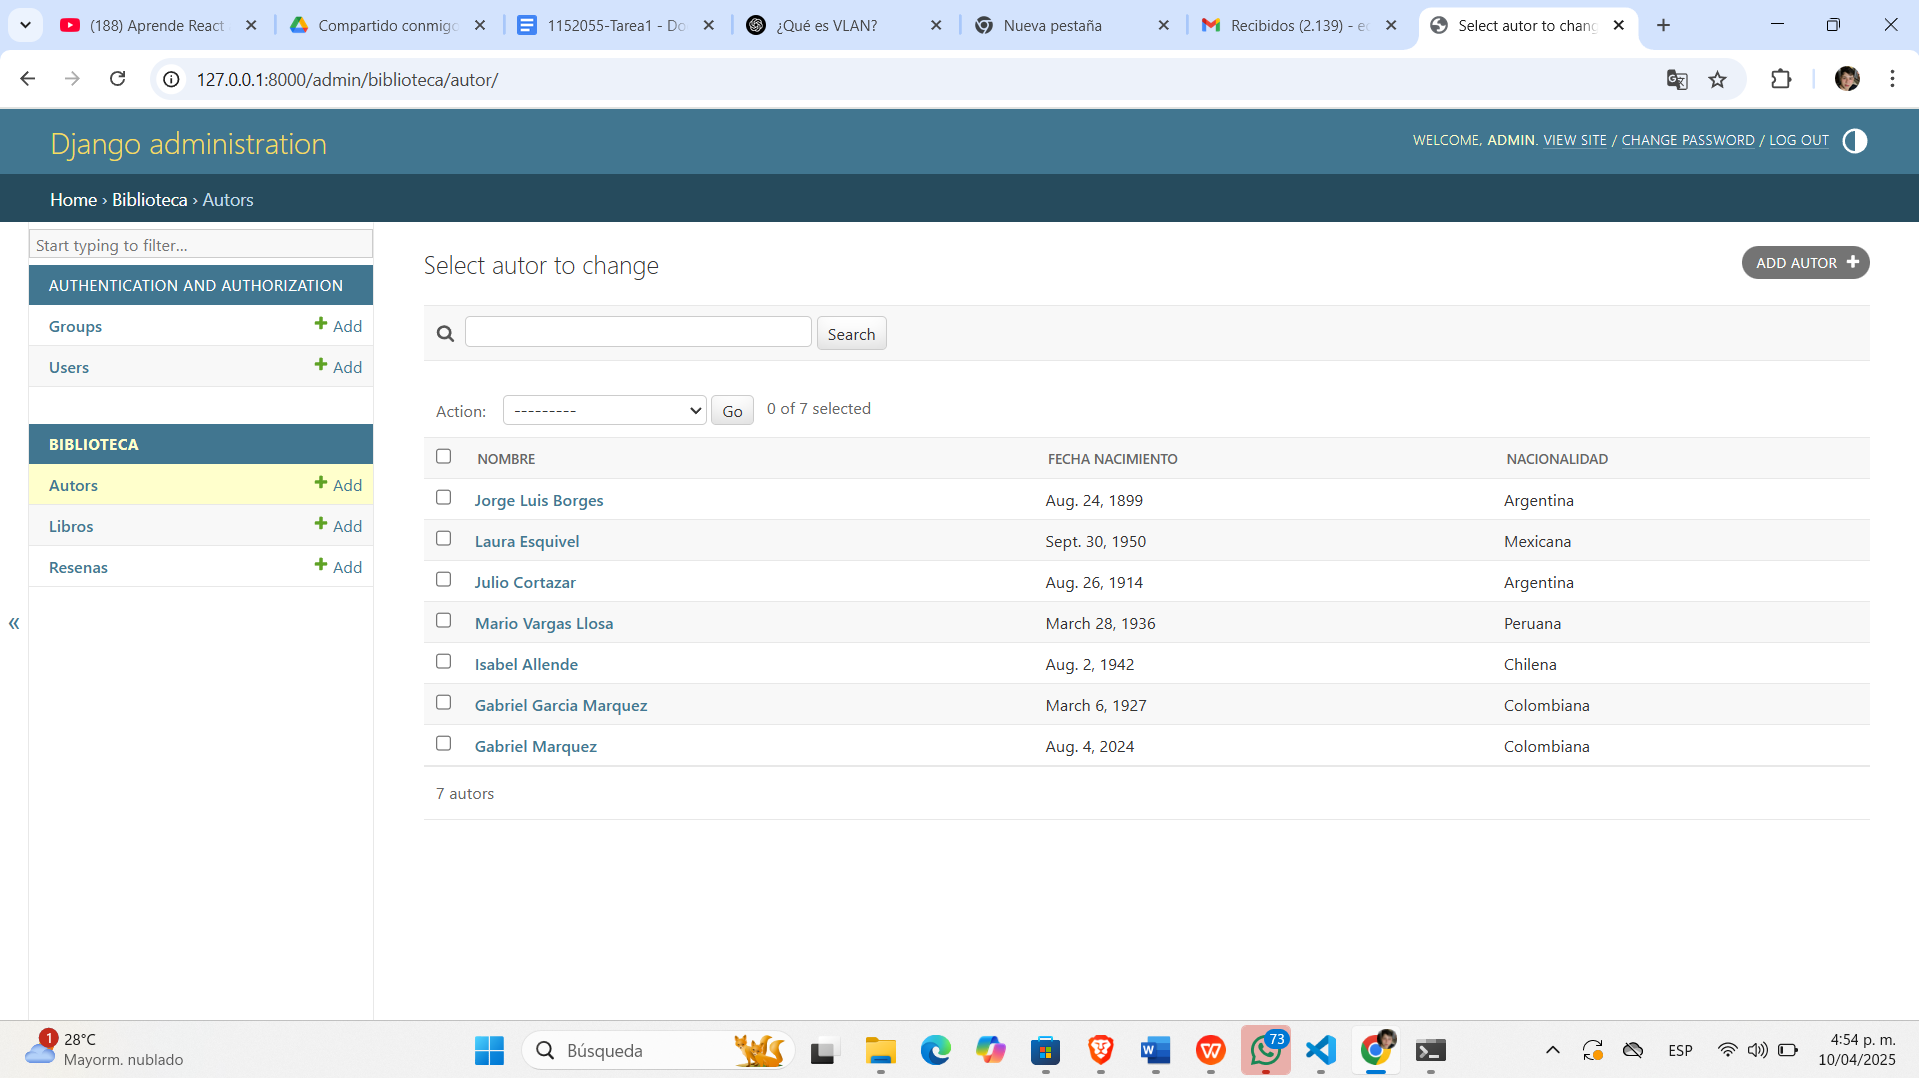 (188) Aprende React
Compartido conmigo
1152055-Tarea1 - Do
¿Qué es VLAN?
Nueva pestaña
Recibidos (2.139) - ec
Select autor to chang
127.0.0.1:8000/admin/biblioteca/autor/
Django administration
WELCOME, ADMIN. VIEW SITE / CHANGE PASSWORD / LOG OUT
Home › Biblioteca › Autors
Start typing to filter...
AUTHENTICATION AND AUTHORIZATION
Groups Add
Users Add
BIBLIOTECA
Autors Add
Libros Add
Resenas Add
«
Select autor to change
ADD AUTOR
Search
Action: --------- Go 0 of 7 selected
NOMBRE FECHA NACIMIENTO NACIONALIDAD
Jorge Luis Borges Aug. 24, 1899 Argentina
Laura Esquivel Sept. 30, 1950 Mexicana
Julio Cortazar Aug. 26, 1914 Argentina
Mario Vargas Llosa March 28, 1936 Peruana
Isabel Allende Aug. 2, 1942 Chilena
Gabriel Garcia Marquez March 6, 1927 Colombiana
Gabriel Marquez Aug. 4, 2024 Colombiana
7 autors
1
28°C
Mayorm. nublado
Búsqueda
73
ESP
4:54 p. m.
10/04/2025